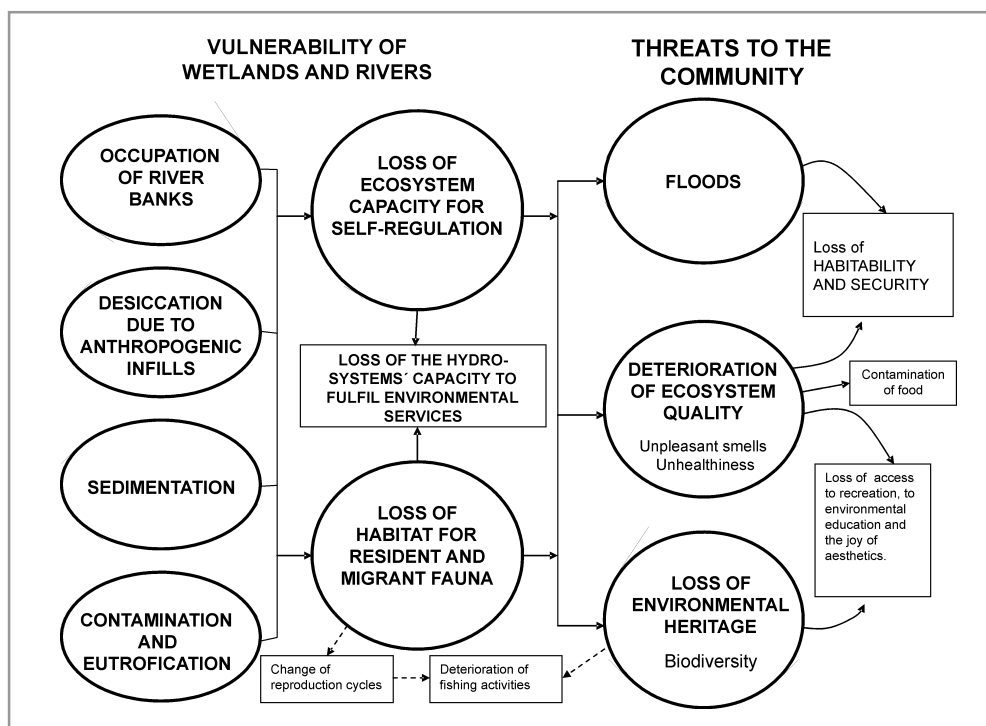 VULNERABILITY OF
WETLANDS AND RIVERS
THREATS TO THE
COMMUNITY
OCCUPATION
OF RIVER
BANKS
DESICCATION
DUE TO
ANTHROPOGENIC
INFILLS
SEDIMENTATION
CONTAMINATION
AND
EUTROFICATION
LOSS OF
ECOSYSTEM
CAPACITY FOR
SELF-REGULATION
LOSS OF THE HYDRO-
SYSTEMS´ CAPACITY TO
FULFIL ENVIRONMENTAL
SERVICES
LOSS OF
HABITAT FOR
RESIDENT AND
MIGRANT FAUNA
Change of
reproduction cycles
Deterioration of
fishing activities
FLOODS
DETERIORATION
OF ECOSYSTEM
QUALITY
Unpleasant smells
Unhealthiness
LOSS OF
ENVIRONMENTAL
HERITAGE
Biodiversity
Loss of
HABITABILITY
AND SECURITY
Contamination
of food
Loss of access
to recreation, to
environmental
education and
the joy of
aesthetics.